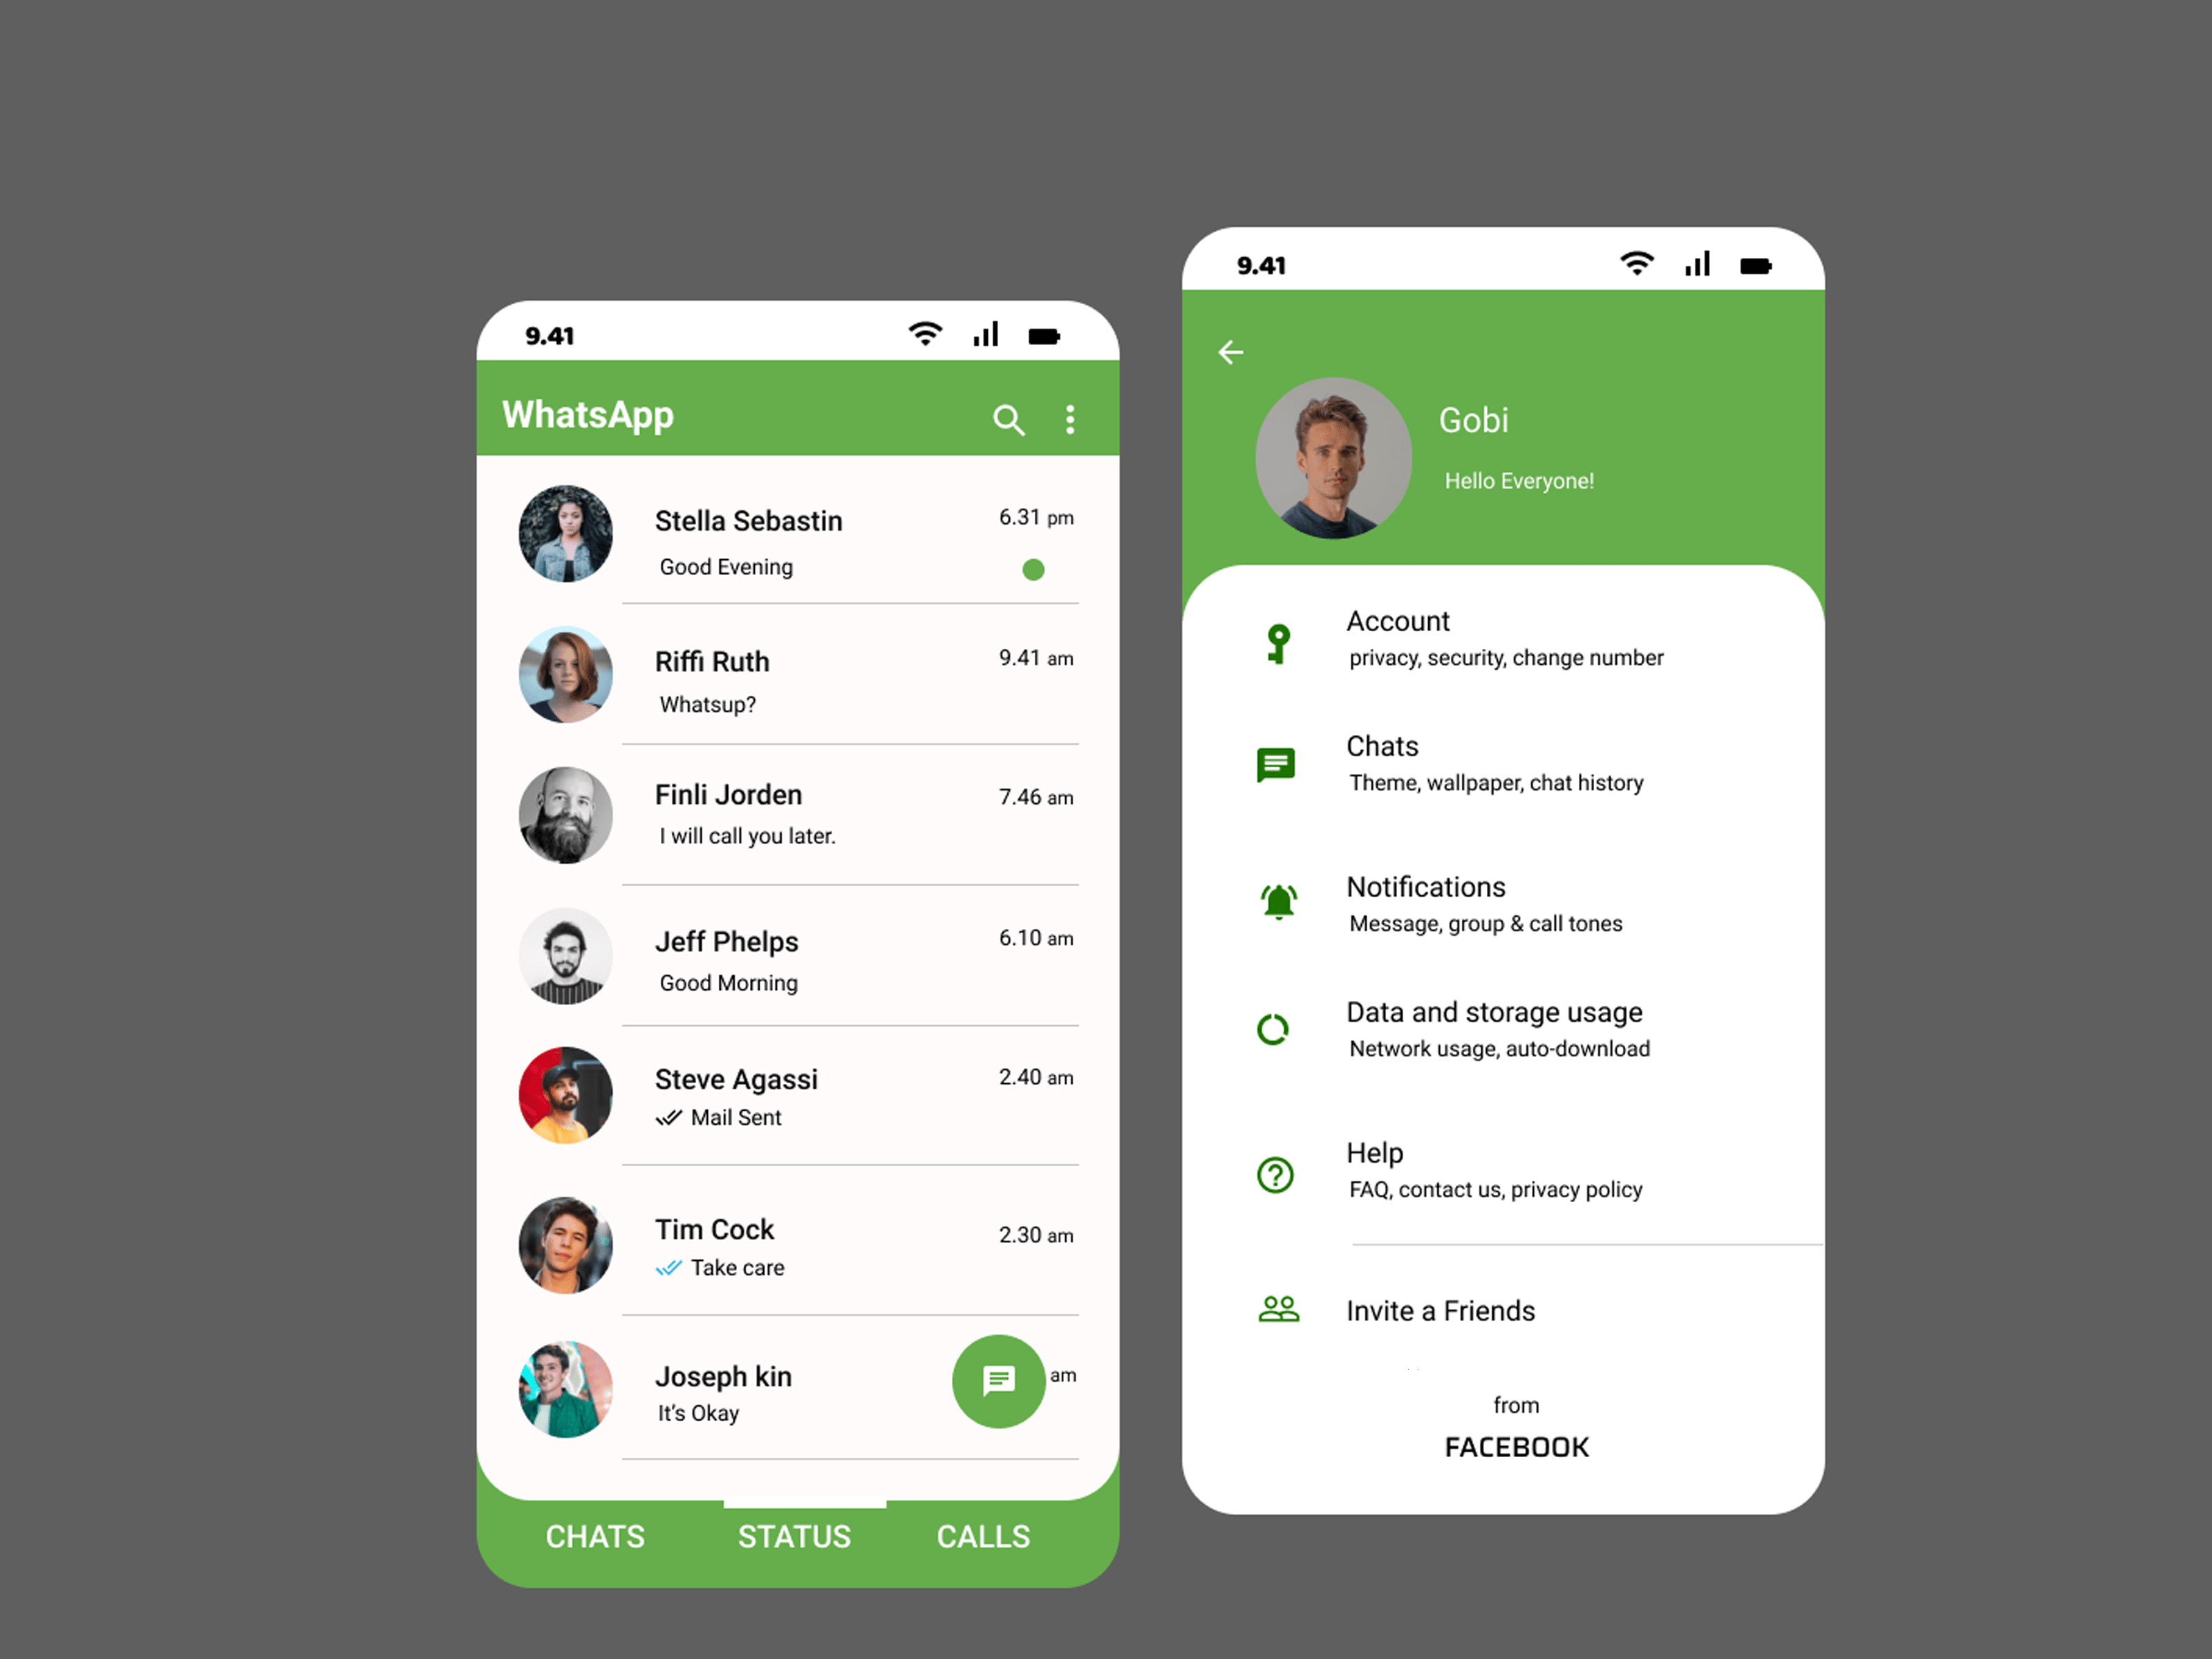 9.41
WhatsApp
Stella Sebastin 6.31 pm
Good Evening
Riffi Ruth 9.41 am
Whatsup?
Finli Jorden 7.46 am
I will call you later.
Jeff Phelps 6.10 am
Good Morning
Steve Agassi 2.40 am
Mail Sent
Tim Cock 2.30 am
Take care
Joseph kin am
It's Okay
CHATS STATUS CALLS
9.41
Gobi
Hello Everyone!
Account
privacy, security, change number
Chats
Theme, wallpaper, chat history
Notifications
Message, group & call tones
Data and storage usage
Network usage, auto-download
Help
FAQ, contact us, privacy policy
Invite a Friends
from
FACEBOOK